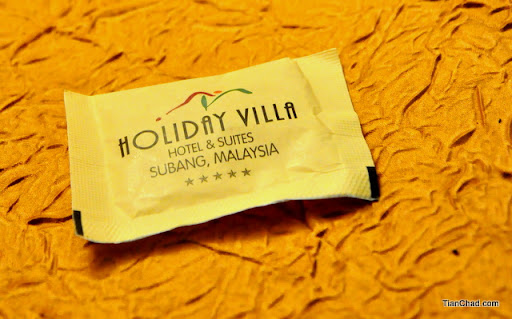 HOLIDAY VILLA
HOTEL & SUITES
SUBANG, MALAYSIA
★★★★★
TianChad.com